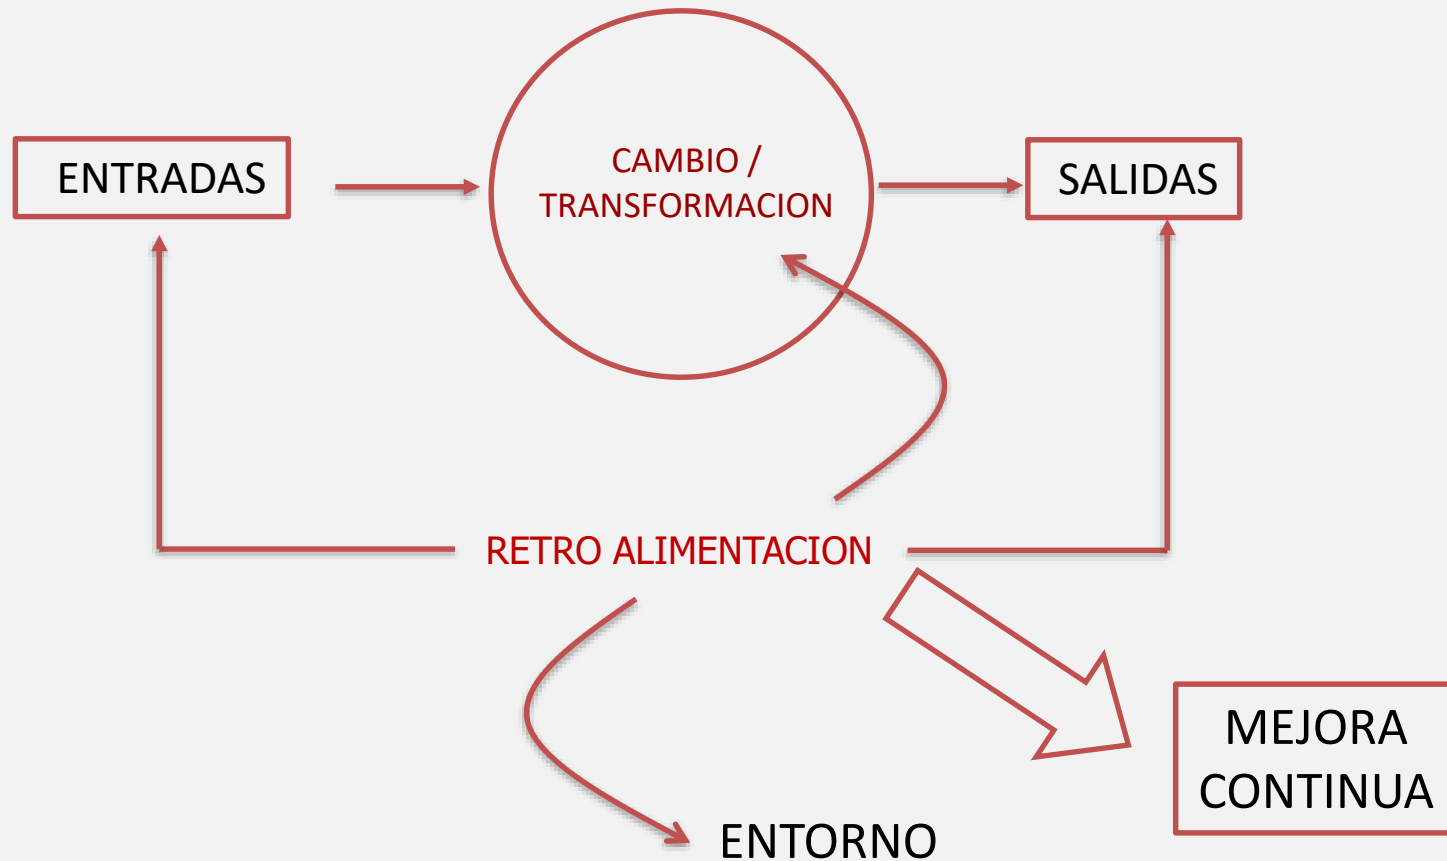 ENTRADAS
CAMBIO /
TRANSFORMACION
SALIDAS
RETRO ALIMENTACION
MEJORA
CONTINUA
ENTORNO